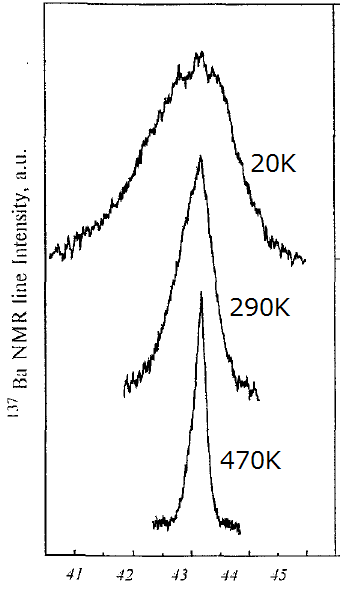 137 Ba NMR line Intensity, a.u.
20K
290K
470K
41 42 43 44 45